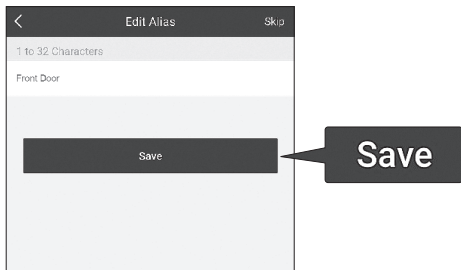 Edit Alias Skip
1 to 32 Characters
Front Door
Save
Save